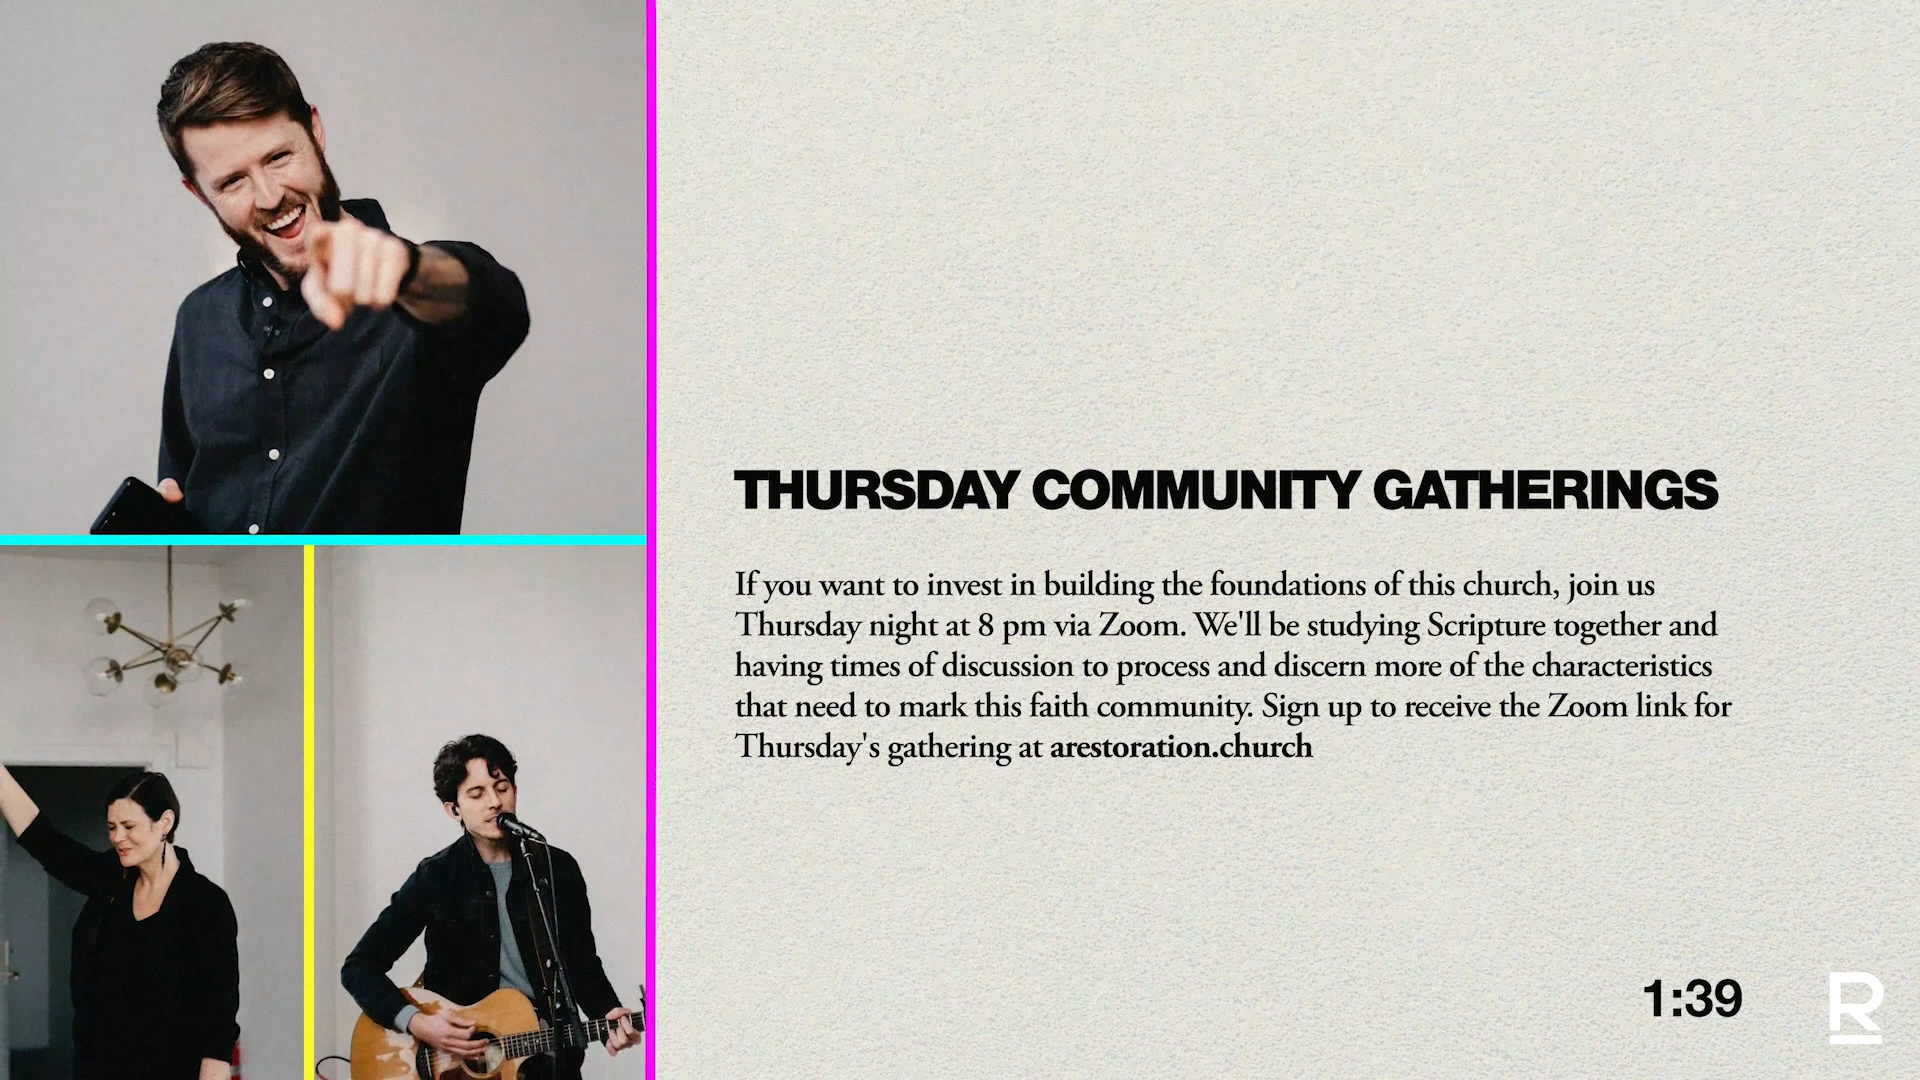 THURSDAY COMMUNITY GATHERINGS
If you want to invest in building the foundations of this church, join us
Thursday night at 8 pm via Zoom. We'll be studying Scripture together and
having times of discussion to process and discern more of the characteristics
that need to mark this faith community. Sign up to receive the Zoom link for
Thursday's gathering at arestoration.church
1:39
R